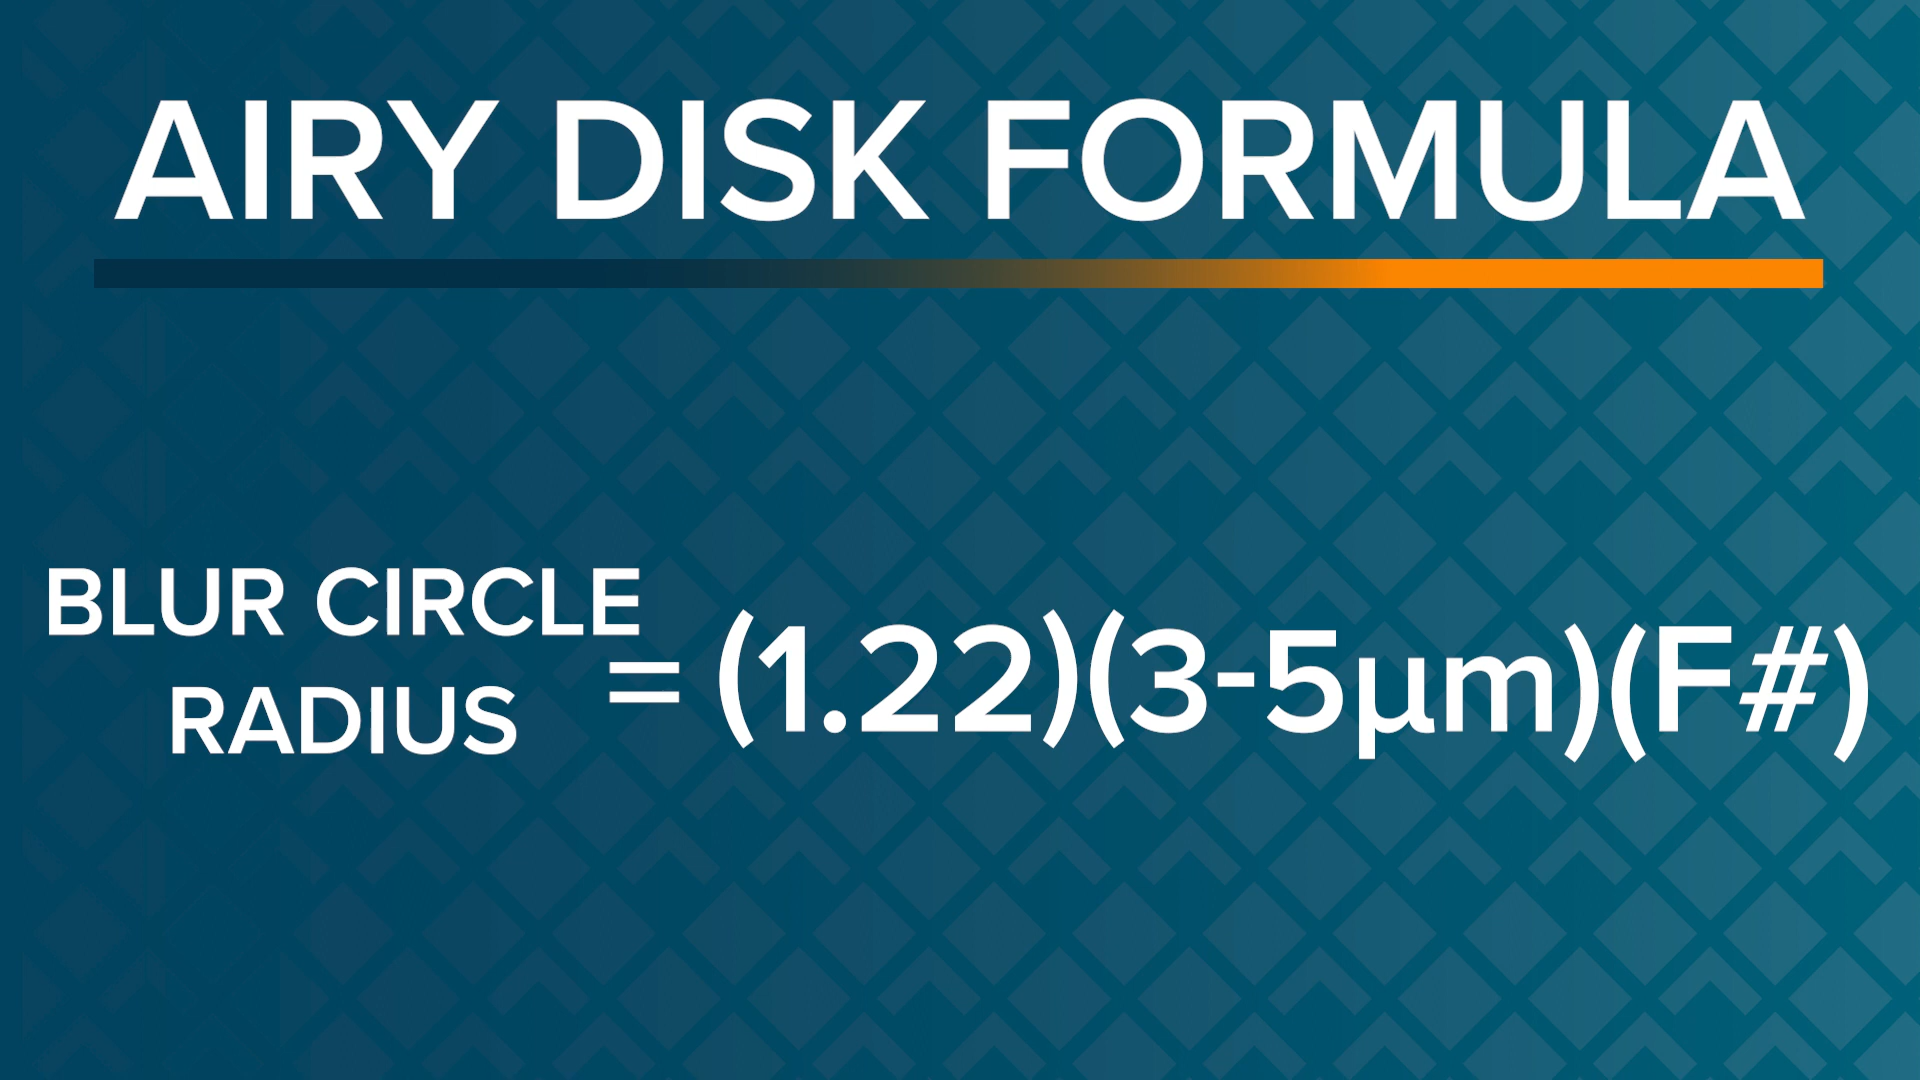 AIRY DISK FORMULA
BLUR CIRCLE
RADIUS
= (1.22)(3-5µm)(F#)